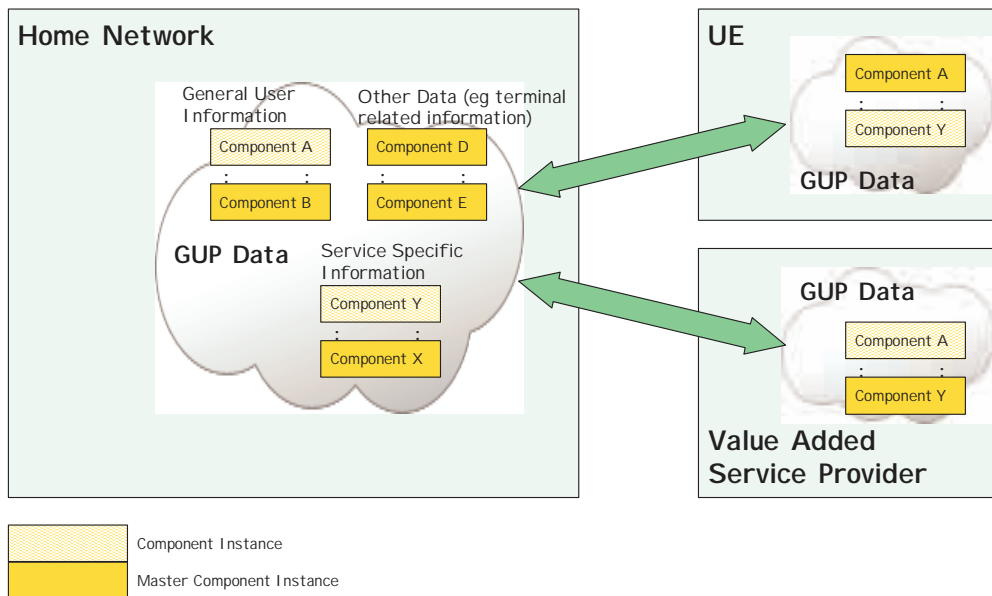 Home Network
General User
Information
Other Data (eg terminal
related information)
Component A
:
:
Component B
Component D
:
:
Component E
GUP Data
Service Specific
Information
Component Y
:
:
Component X
UE
Component A
:
:
Component Y
GUP Data
GUP Data
Component A
:
:
Component Y
Value Added
Service Provider
Component Instance
Master Component Instance